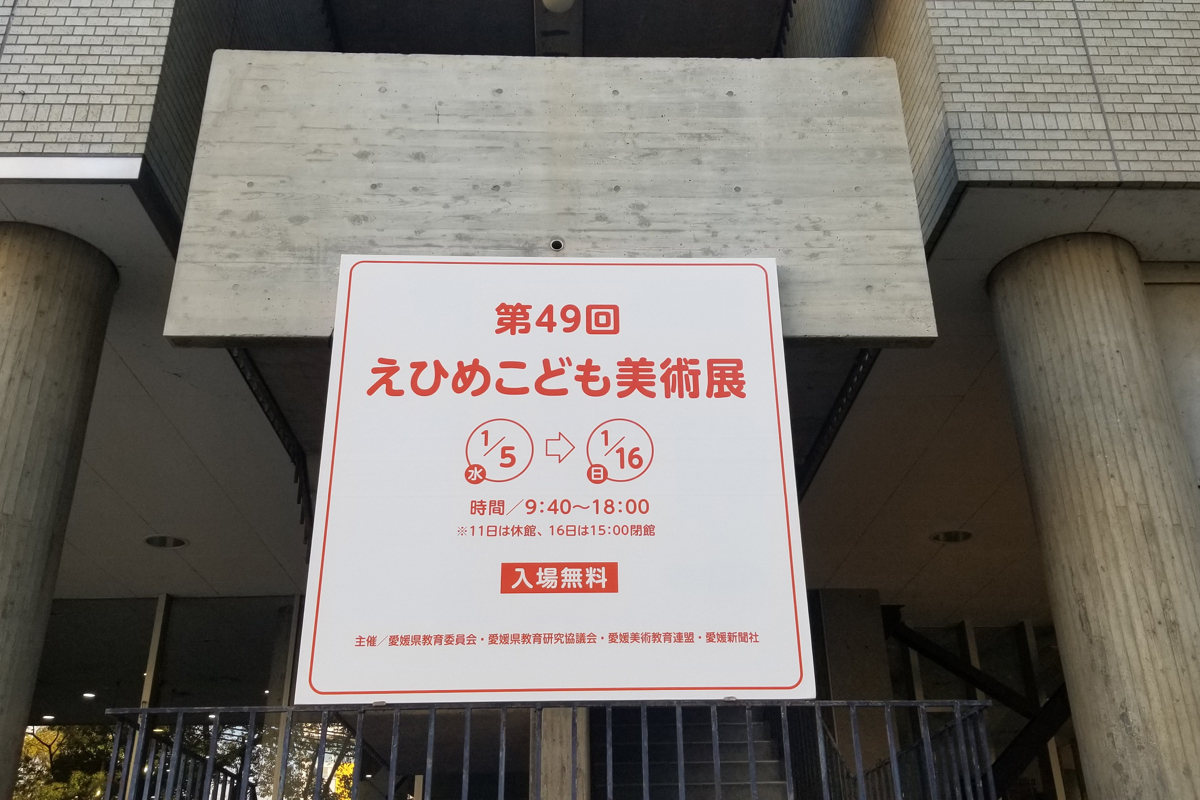 第49回
えひめこども美術展
1/5 水 ⇨ 1/16 日
時間/9:40〜18:00
※11日は休館、16日は15:00閉館
入場無料
主催/愛媛県教育委員会・愛媛県教育研究協議会・愛媛美術教育連盟・愛媛新聞社